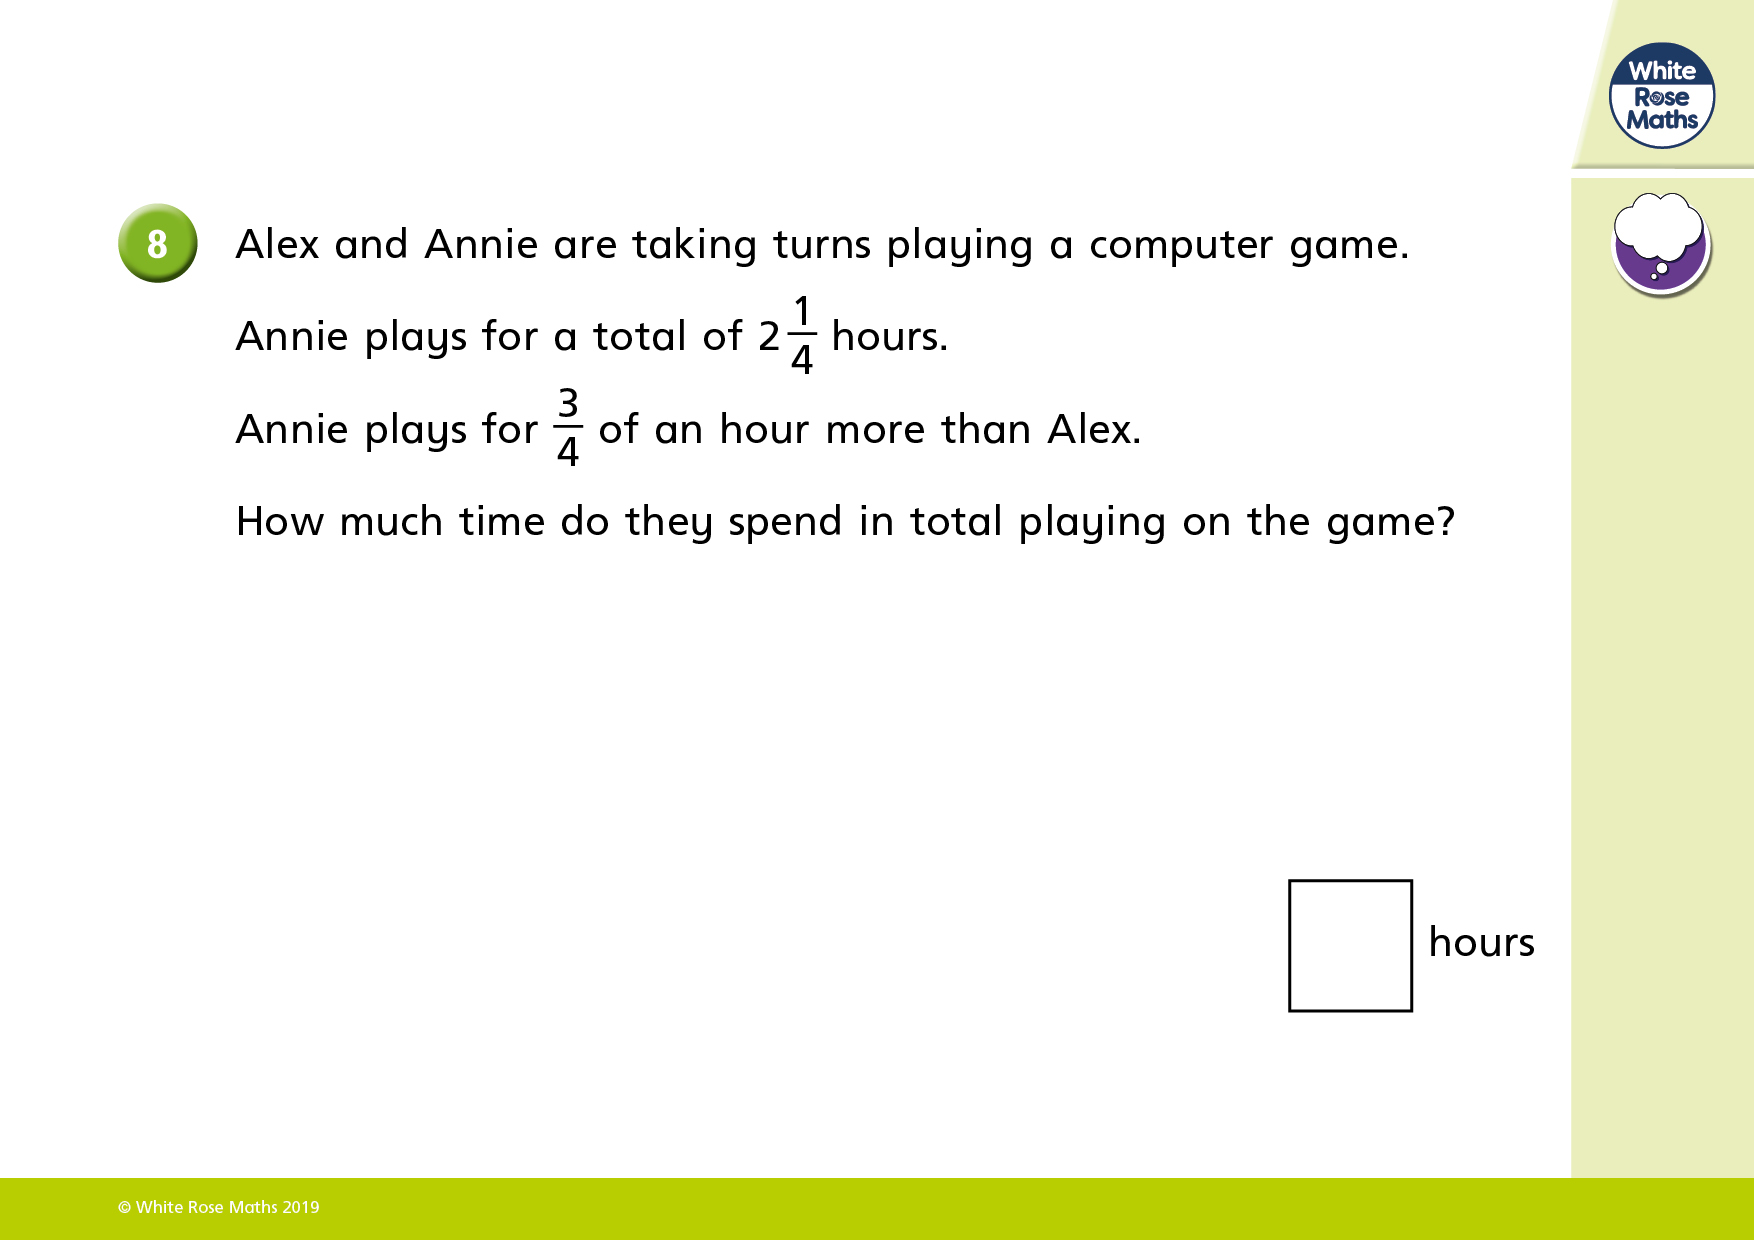 White
Rose
Maths
8 Alex and Annie are taking turns playing a computer game.
Annie plays for a total of 2 1/4 hours.
Annie plays for 3/4 of an hour more than Alex.
How much time do they spend in total playing on the game?
hours
© White Rose Maths 2019